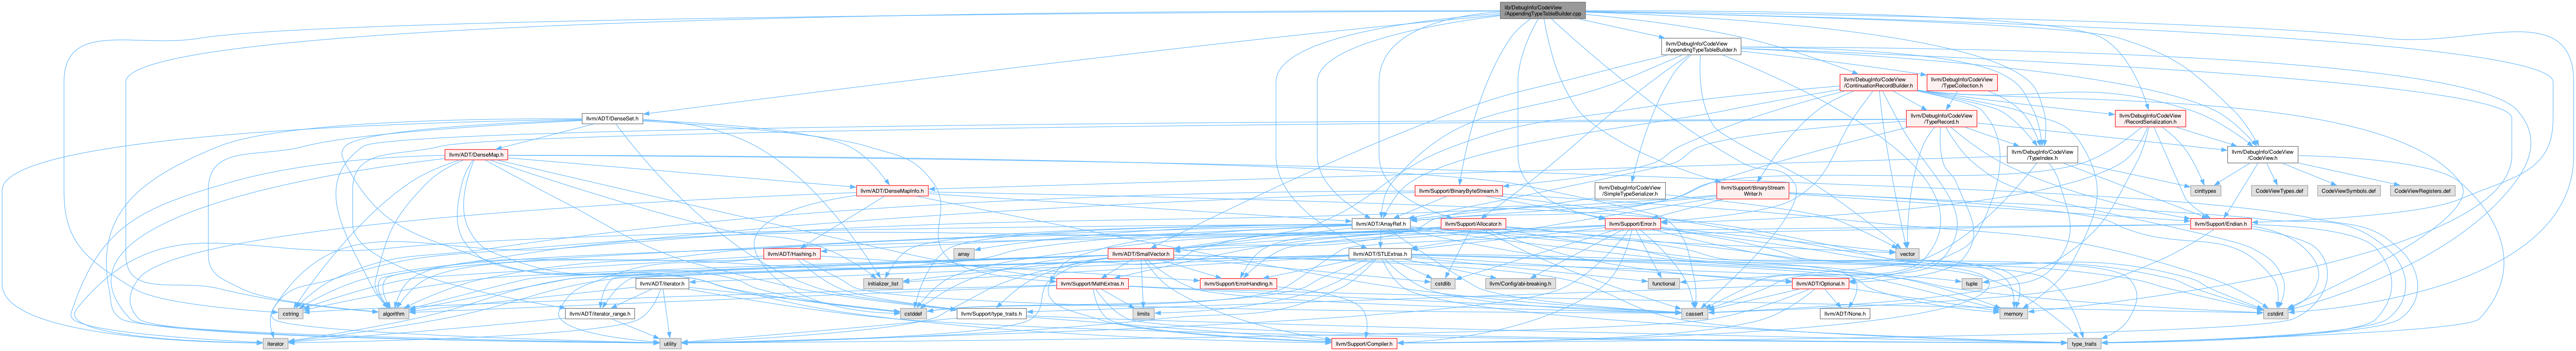 lib/DebugInfo/CodeView
/AppendingTypeTableBuilder.cpp
llvm/DebugInfo/CodeView
/AppendingTypeTableBuilder.h
llvm/DebugInfo/CodeView
/ContinuationRecordBuilder.h
llvm/DebugInfo/CodeView
/TypeCollection.h
llvm/ADT/DenseSet.h
llvm/DebugInfo/CodeView
/TypeRecord.h
llvm/DebugInfo/CodeView
/RecordSerialization.h
llvm/ADT/DenseMap.h
llvm/DebugInfo/CodeView
/TypeIndex.h
llvm/DebugInfo/CodeView
/CodeView.h
llvm/ADT/DenseMapInfo.h
llvm/Support/BinaryByteStream.h
llvm/DebugInfo/CodeView
/SimpleTypeSerializer.h
llvm/Support/BinaryStream
Writer.h
cinttypes
CodeViewTypes.def
CodeViewSymbols.def
CodeViewRegisters.def
llvm/ADT/ArrayRef.h
llvm/Support/Allocator.h
llvm/Support/Error.h
llvm/Support/Endian.h
llvm/ADT/Hashing.h
array
llvm/ADT/SmallVector.h
llvm/ADT/STLExtras.h
vector
llvm/ADT/iterator.h
llvm/Support/MathExtras.h
initializer_list
llvm/Support/ErrorHandling.h
cstdlib
llvm/Config/abi-breaking.h
functional
llvm/ADT/Optional.h
tuple
cstring
algorithm
llvm/ADT/iterator_range.h
cstddef
llvm/Support/type_traits.h
limits
cassert
llvm/ADT/None.h
memory
cstdint
iterator
utility
llvm/Support/Compiler.h
type_traits